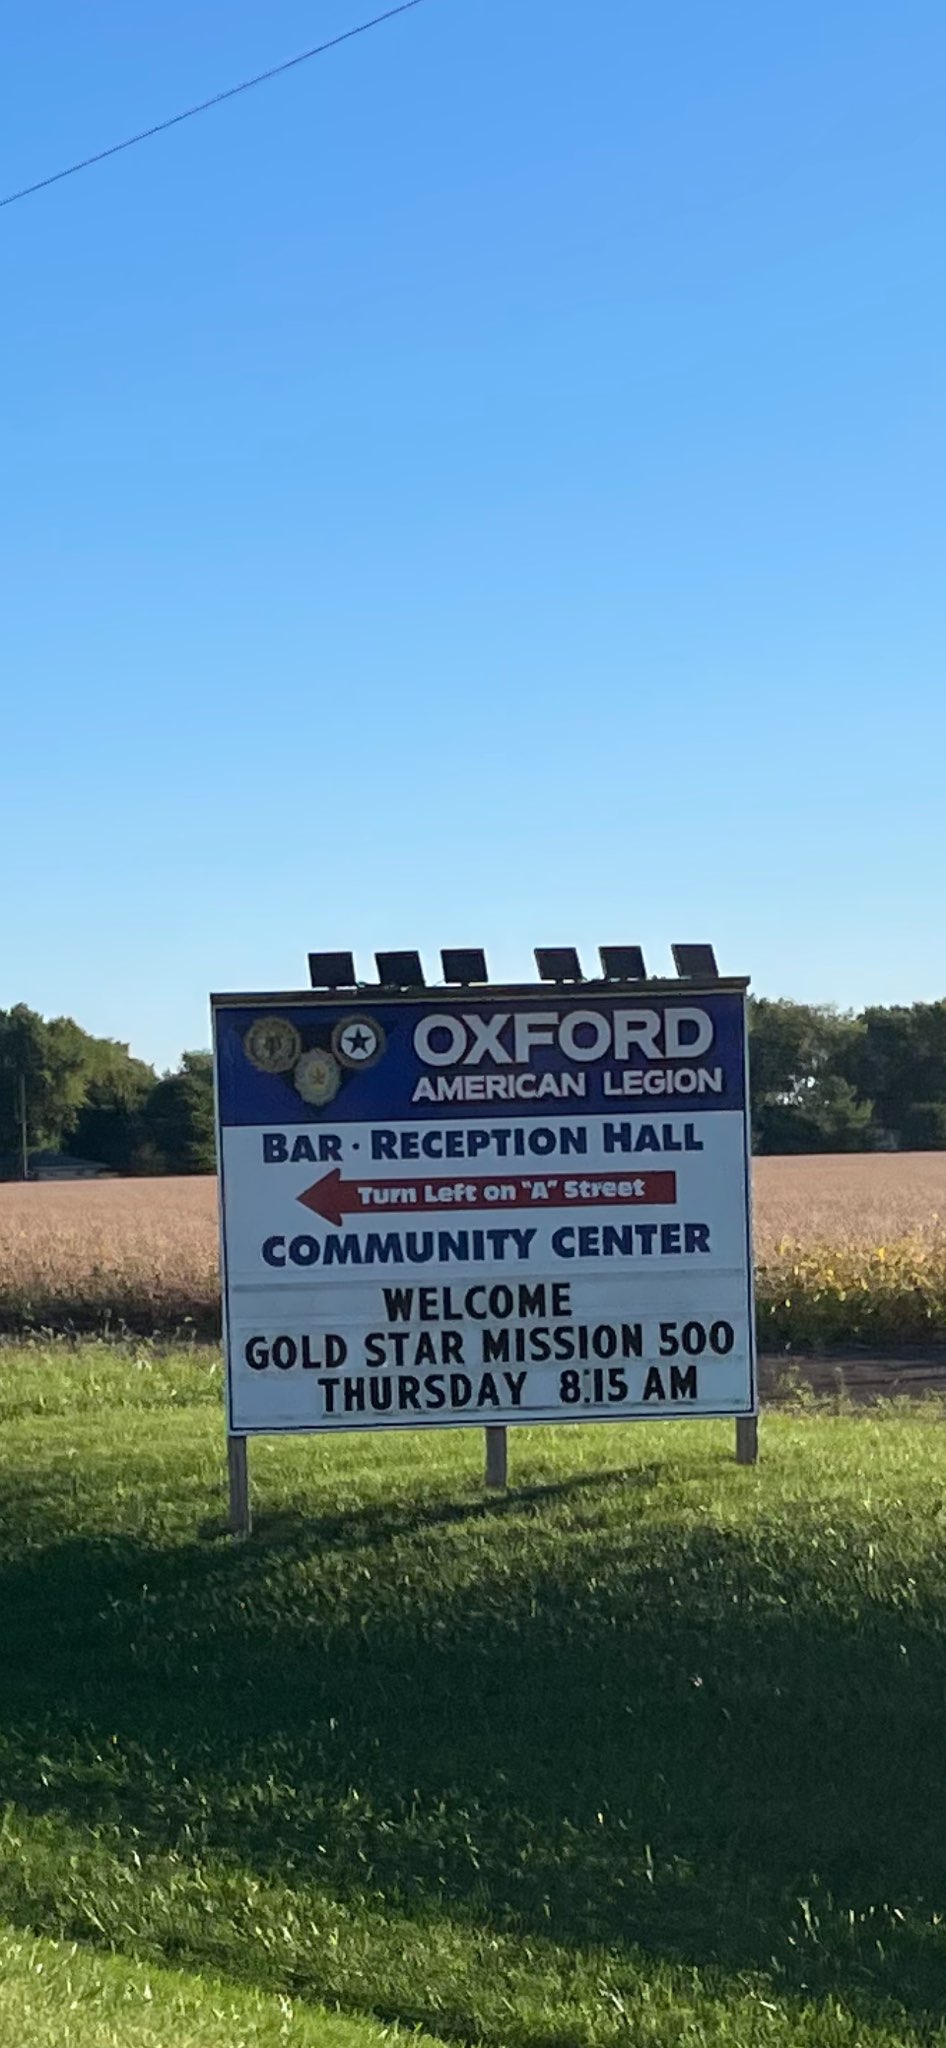 OXFORD
AMERICAN LEGION
BAR · RECEPTION HALL
Turn Left on "A" Street
COMMUNITY CENTER
WELCOME
GOLD STAR MISSION 500
THURSDAY 8:15 AM